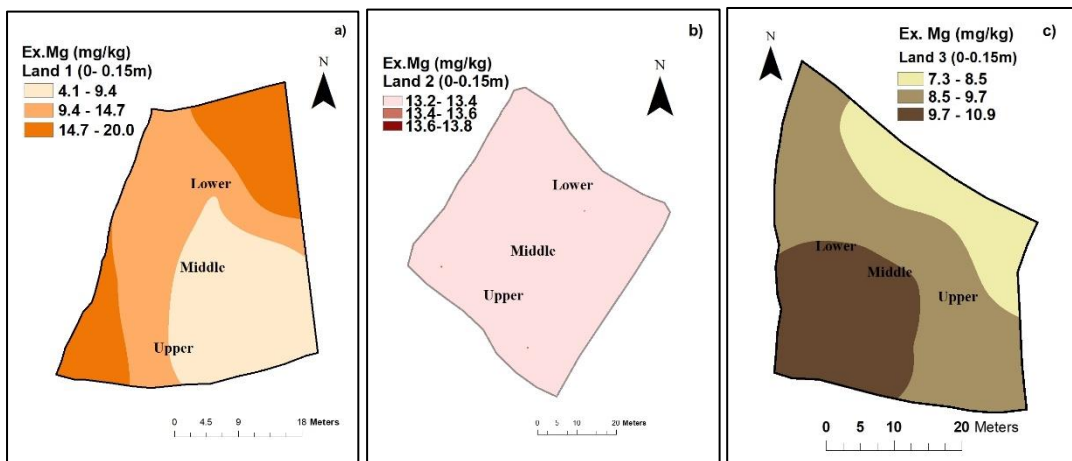 a)
Ex.Mg (mg/kg)
Land 1 (0- 0.15m)
4.1 - 9.4
9.4 - 14.7
14.7 - 20.0
N
Lower
Middle
Upper
0 4.5 9 18 Meters
b)
Ex.Mg (mg/kg)
Land 2 (0-0.15m)
13.2- 13.4
13.4 - 13.6
13.6-13.8
N
Lower
Middle
Upper
0 5 10 20 Meters
c)
N
Ex. Mg (mg/kg)
Land 3 (0-0.15m)
7.3 - 8.5
8.5 - 9.7
9.7 - 10.9
Lower
Middle
Upper
0 5 10 20 Meters